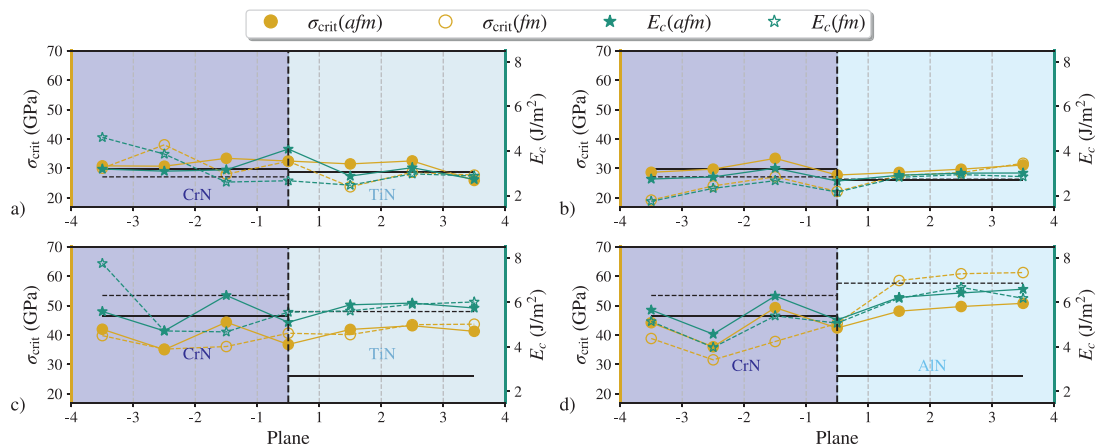 σcrit(afm) σcrit(fm) Ec(afm) Ec(fm)
70 60 50 40 30 20
σcrit (GPa)
8 6 4 2
Ec (J/m²)
CrN TiN
-4 -3 -2 -1 1 2 3 4
a)
70 60 50 40 30 20
σcrit (GPa)
8 6 4 2
Ec (J/m²)
-4 -3 -2 -1 1 2 3 4
b)
70 60 50 40 30 20
σcrit (GPa)
8 6 4 2
Ec (J/m²)
CrN TiN
c)
-4 -3 -2 -1 1 2 3 4
Plane
70 60 50 40 30 20
σcrit (GPa)
8 6 4 2
Ec (J/m²)
CrN AlN
d)
-4 -3 -2 -1 1 2 3 4
Plane